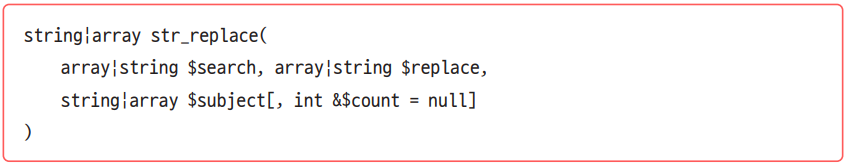 string¦array str_replace(
    array¦string $search, array¦string $replace,
    string¦array $subject[, int &$count = null]
)